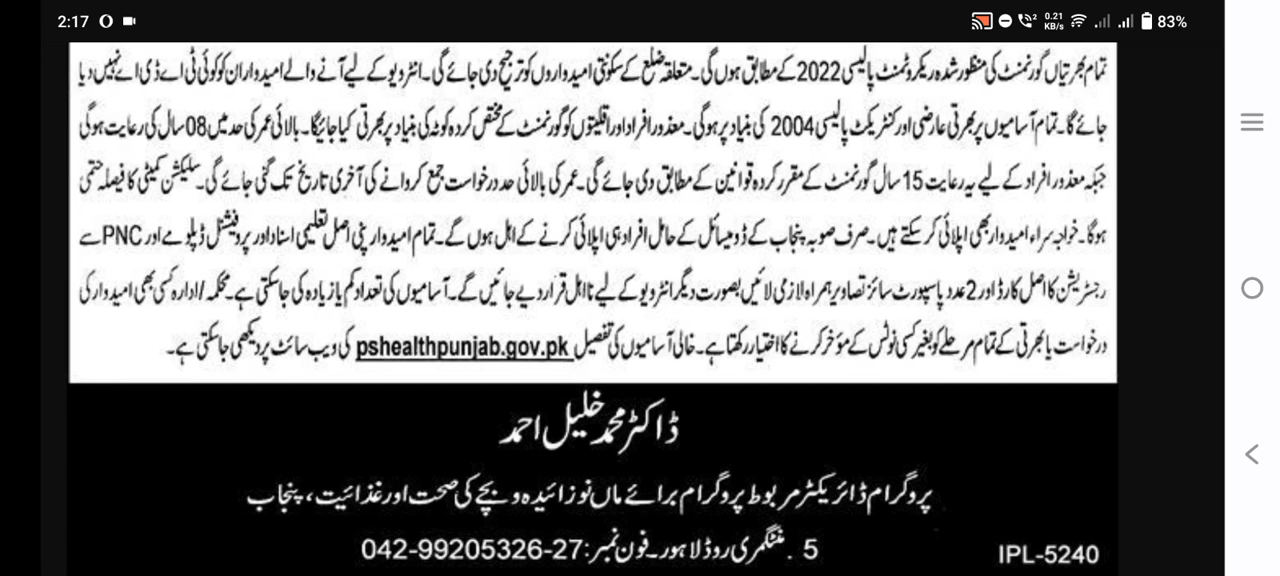 2:17
0.21 KB/s
83%
تمام بھرتیاں گورنمنٹ کی منظور شدہ ریکروٹمنٹ پالیسی 2022 کے مطابق ہوں گی۔ متعلقہ ضلع کے سکونتی امیدواروں کو ترجیح دی جائے گی۔ انٹرویو کے لیے آنے والے امیدواران کو کوئی ٹی اے ڈی اے نہیں دیا
جائے گا۔ تمام آسامیوں پر بھرتی عارضی اور کنٹریکٹ پالیسی 2004 کی بنیاد پر ہوگی۔ معذور افراد اور اقلیتوں کو گورنمنٹ کے مختص کردہ کوٹہ کی بنیاد پر بھرتی کیا جائیگا۔ بالائی عمر کی حد میں 08 سال کی رعایت ہوگی
جبکہ معذور افراد کے لیے یہ رعایت 15 سال گورنمنٹ کے مقرر کردہ قوانین کے مطابق دی جائے گی۔ عمر کی بالائی حد درخواست جمع کروانے کی آخری تاریخ تک گنی جائے گی۔ سلیکشن کمیٹی کا فیصلہ حتمی
ہوگا۔ خواجہ سراء امیدوار بھی اپلائی کر سکتے ہیں۔ صرف صوبہ پنجاب کے ڈومیسائل کے حامل افراد ہی اپلائی کرنے کے اہل ہوں گے۔ تمام امیدوار اپنی اصل تعلیمی اسناد اور پروفیشنل ڈپلومے اور PNC سے
رجسٹریشن کا اصل کارڈ اور 2 عدد پاسپورٹ سائز تصاویر ہمراہ لازمی لائیں بصورت دیگر انٹرویو کے لیے نااہل قرار دیے جائیں گے۔ آسامیوں کی تعداد کم یا زیادہ کی جاسکتی ہے۔ محکمہ/ادارہ کسی بھی امیدوار کی
درخواست یا بھرتی کے تمام مرحلے کو بغیر کسی نوٹس کے مؤخر کرنے کا اختیار رکھتا ہے۔ خالی آسامیوں کی تفصیل pshealthpunjab.gov.pk کی ویب سائٹ پر دیکھی جاسکتی ہے۔
ڈاکٹر محمد خلیل احمد
پروگرام ڈائریکٹر مربوط پروگرام برائے ماں نوزائیدہ و بچے کی صحت اور غذائیت، پنجاب
5 . منٹگمری روڈ لاہور۔ فون نمبر: 042-99205326-27
IPL-5240